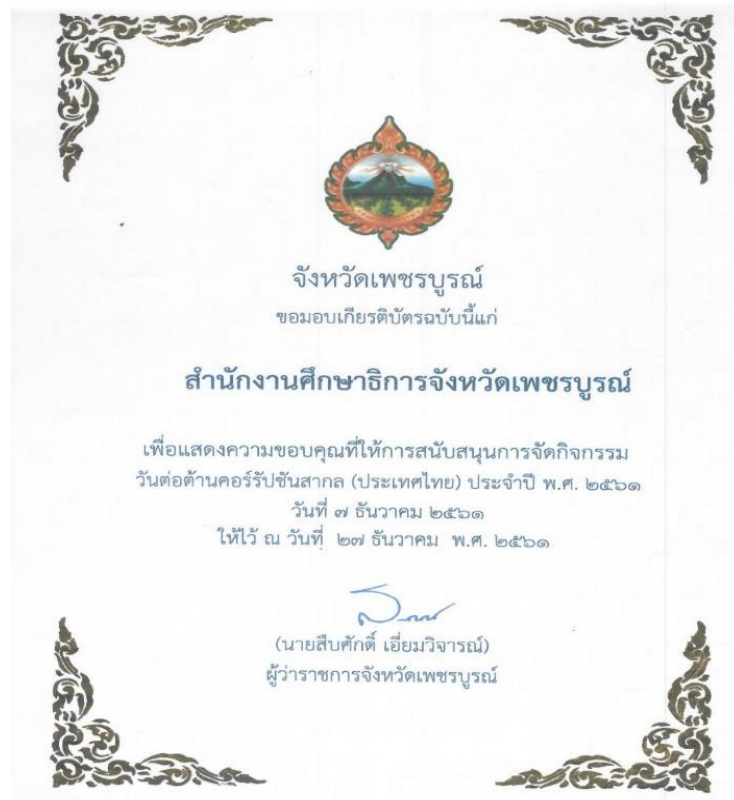 จังหวัดเพชรบูรณ์
ขอมอบเกียรติบัตรฉบับนี้แก่
สำนักงานศึกษาธิการจังหวัดเพชรบูรณ์
เพื่อแสดงความขอบคุณที่ให้การสนับสนุนการจัดกิจกรรม
วันต่อต้านคอร์รัปชันสากล (ประเทศไทย) ประจำปี พ.ศ. ๒๕๖๑
วันที่ ๗ ธันวาคม ๒๕๖๑
ให้ไว้ ณ วันที่ ๒๗ ธันวาคม พ.ศ. ๒๕๖๑
(นายสืบศักดิ์ เอี่ยมวิจารณ์)
ผู้ว่าราชการจังหวัดเพชรบูรณ์